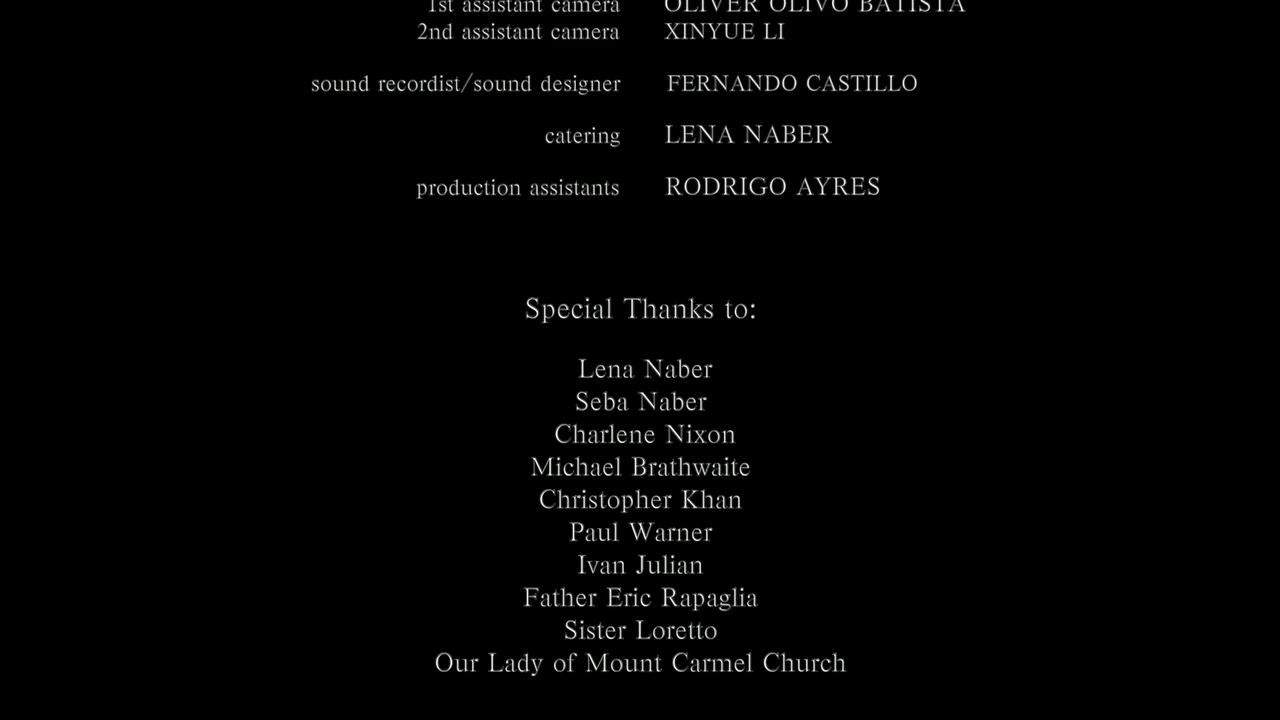 1st assistant camera OLIVER OLIVO BATISTA
2nd assistant camera XINYUE LI
sound recordist/sound designer FERNANDO CASTILLO
catering LENA NABER
production assistants RODRIGO AYRES
Special Thanks to:
Lena Naber
Seba Naber
Charlene Nixon
Michael Brathwaite
Christopher Khan
Paul Warner
Ivan Julian
Father Eric Rapaglia
Sister Loretto
Our Lady of Mount Carmel Church